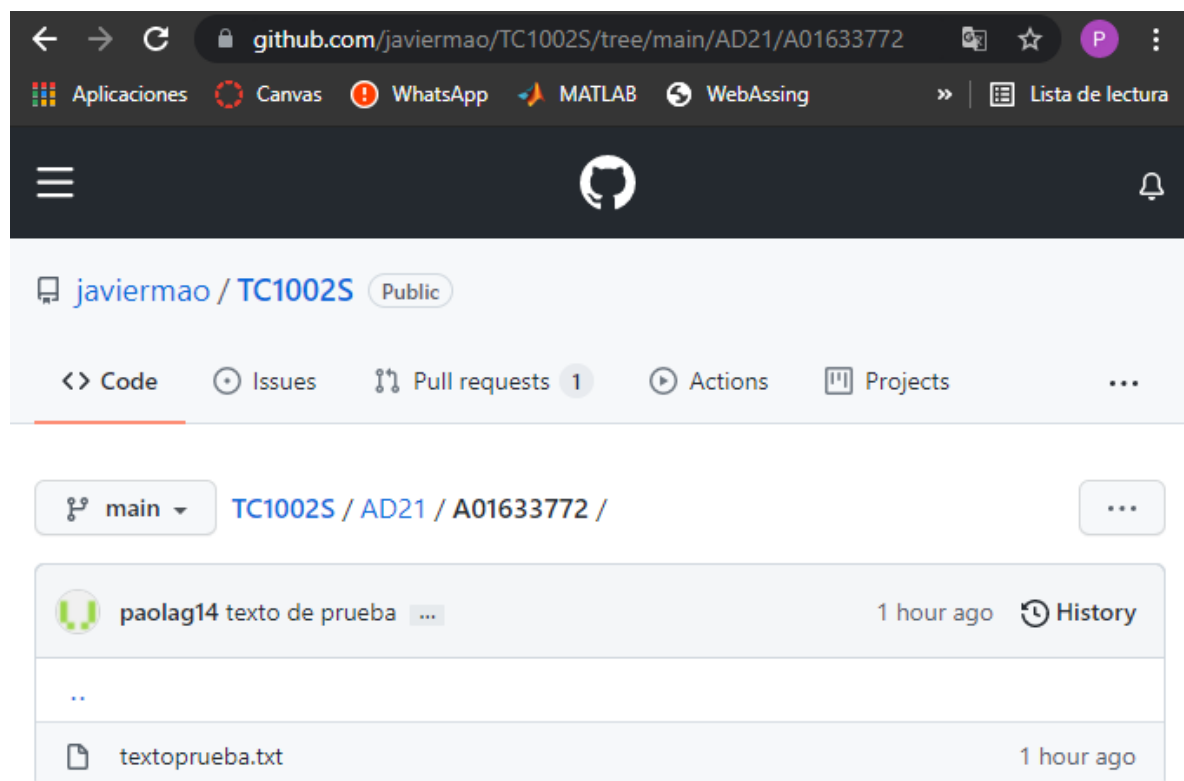 github.com/javiermao/TC1002S/tree/main/AD21/A01633772 P
Aplicaciones Canvas WhatsApp MATLAB WebAssing » Lista de lectura
javiermao / TC1002S Public
<> Code Issues Pull requests 1 Actions Projects ...
main TC1002S / AD21 / A01633772 / ...
paolag14 texto de prueba ... 1 hour ago History
..
textoprueba.txt 1 hour ago